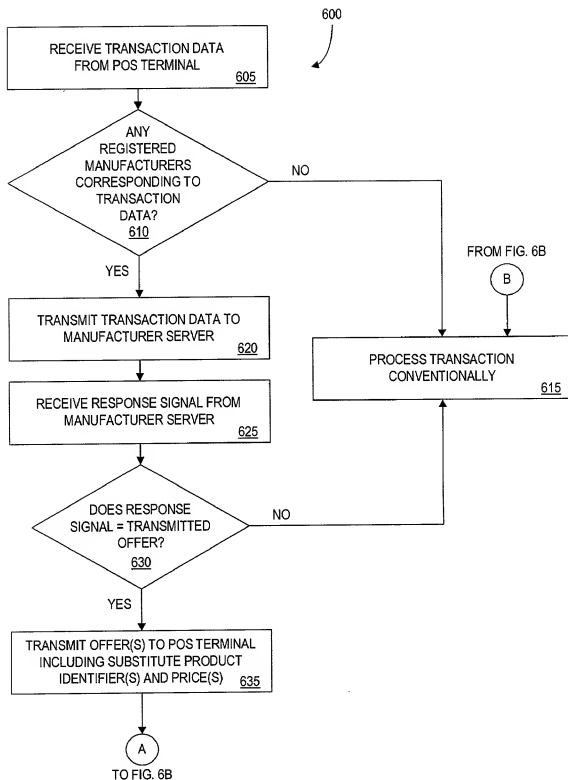 600
RECEIVE TRANSACTION DATA
FROM POS TERMINAL
605
ANY
REGISTERED
MANUFACTURERS
CORRESPONDING TO
TRANSACTION
DATA?
610
NO
YES
FROM FIG. 6B
B
TRANSMIT TRANSACTION DATA TO
MANUFACTURER SERVER
620
PROCESS TRANSACTION
CONVENTIONALLY
615
RECEIVE RESPONSE SIGNAL FROM
MANUFACTURER SERVER
625
DOES RESPONSE
SIGNAL = TRANSMITTED
OFFER?
630
NO
YES
TRANSMIT OFFER(S) TO POS TERMINAL
INCLUDING SUBSTITUTE PRODUCT
IDENTIFIER(S) AND PRICE(S)
635
A
TO FIG. 6B